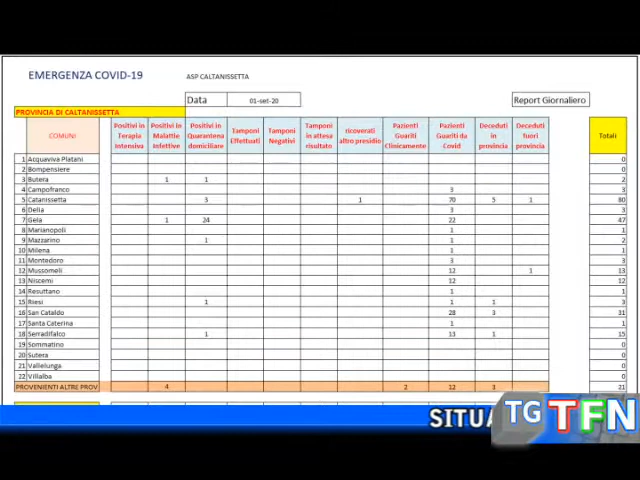 EMERGENZA COVID-19 ASP CALTANISSETTA
Data 01-set-20 Report Giornaliero
PROVINCIA DI CALTANISSETTA
COMUNI Positivi in Terapia Intensiva Positivi in Malattie Infettive Positivi in Quarantena domiciliare Tamponi Effettuati Tamponi Negativi Tamponi in attesa risultato ricoverati altro presidio Pazienti Guariti Clinicamente Pazienti Guariti da Covid Deceduti in provincia Deceduti fuori provincia Totali
1 Acquaviva Platani 0
2 Bompensiere 0
3 Butera 1 1 2
4 Campofranco 3 3
5 Catanissetta 3 1 70 5 1 80
6 Delia 3 3
7 Gela 1 24 22 47
8 Marianopoli 1 1
9 Mazzarino 1 1 2
10 Milena 1 1
11 Montedoro 3 3
12 Mussomeli 12 1 13
13 Niscemi 12 12
14 Resuttano 1 1
15 Riesi 1 1 1 3
16 San Cataldo 28 3 31
17 Santa Caterina 1 1
18 Serradifalco 1 13 1 15
19 Sommatino 0
20 Sutera 0
21 Vallelunga 0
22 Villalba 0
PROVENIENTI ALTRE PROV 4 2 12 3 21
SITUA
TG TFN